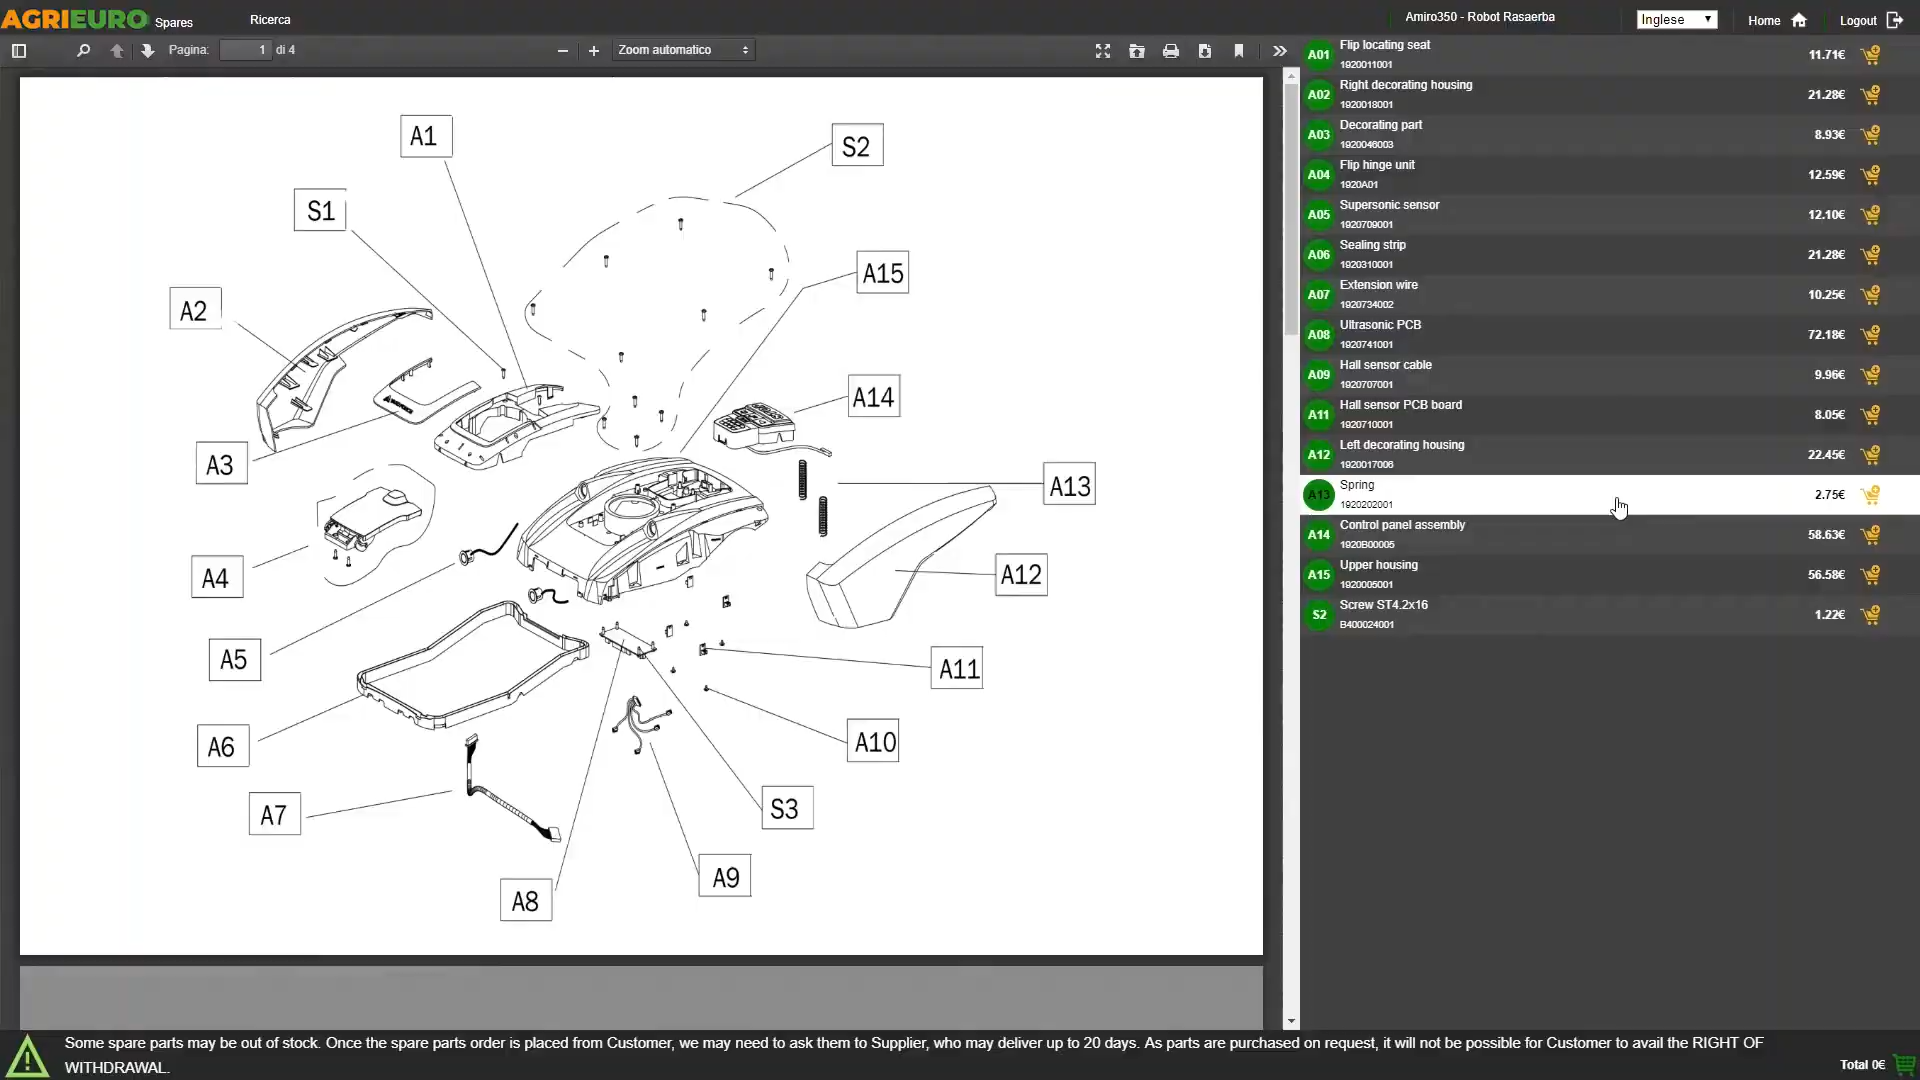 AGRIEURO Spares
Ricerca
Amiro350 - Robot Rasaerba
Inglese
Home
Logout
Pagina: 1 di 4
Zoom automatico
A1
S2
S1
A15
A2
A14
A3
A13
A4
A12
A5
A11
A6
A10
A7
S3
A9
A8
A01 Flip locating seat 11.71€
1920011001
A02 Right decorating housing 21.28€
1920018001
A03 Decorating part 8.93€
1920046003
A04 Flip hinge unit 12.59€
1920A01
A05 Supersonic sensor 12.10€
1920709001
A06 Sealing strip 21.28€
1920310001
A07 Extension wire 10.25€
1920734002
A08 Ultrasonic PCB 72.18€
1920741001
A09 Hall sensor cable 9.96€
1920707001
A11 Hall sensor PCB board 8.05€
1920710001
A12 Left decorating housing 22.45€
1920017006
A13 Spring 2.75€
1920202001
A14 Control panel assembly 58.63€
1920B00005
A15 Upper housing 56.58€
1920005001
S2 Screw ST4.2x16 1.22€
B400024001
Some spare parts may be out of stock. Once the spare parts order is placed from Customer, we may need to ask them to Supplier, who may deliver up to 20 days. As parts are purchased on request, it will not be possible for Customer to avail the RIGHT OF
WITHDRAWAL.
Total 0€